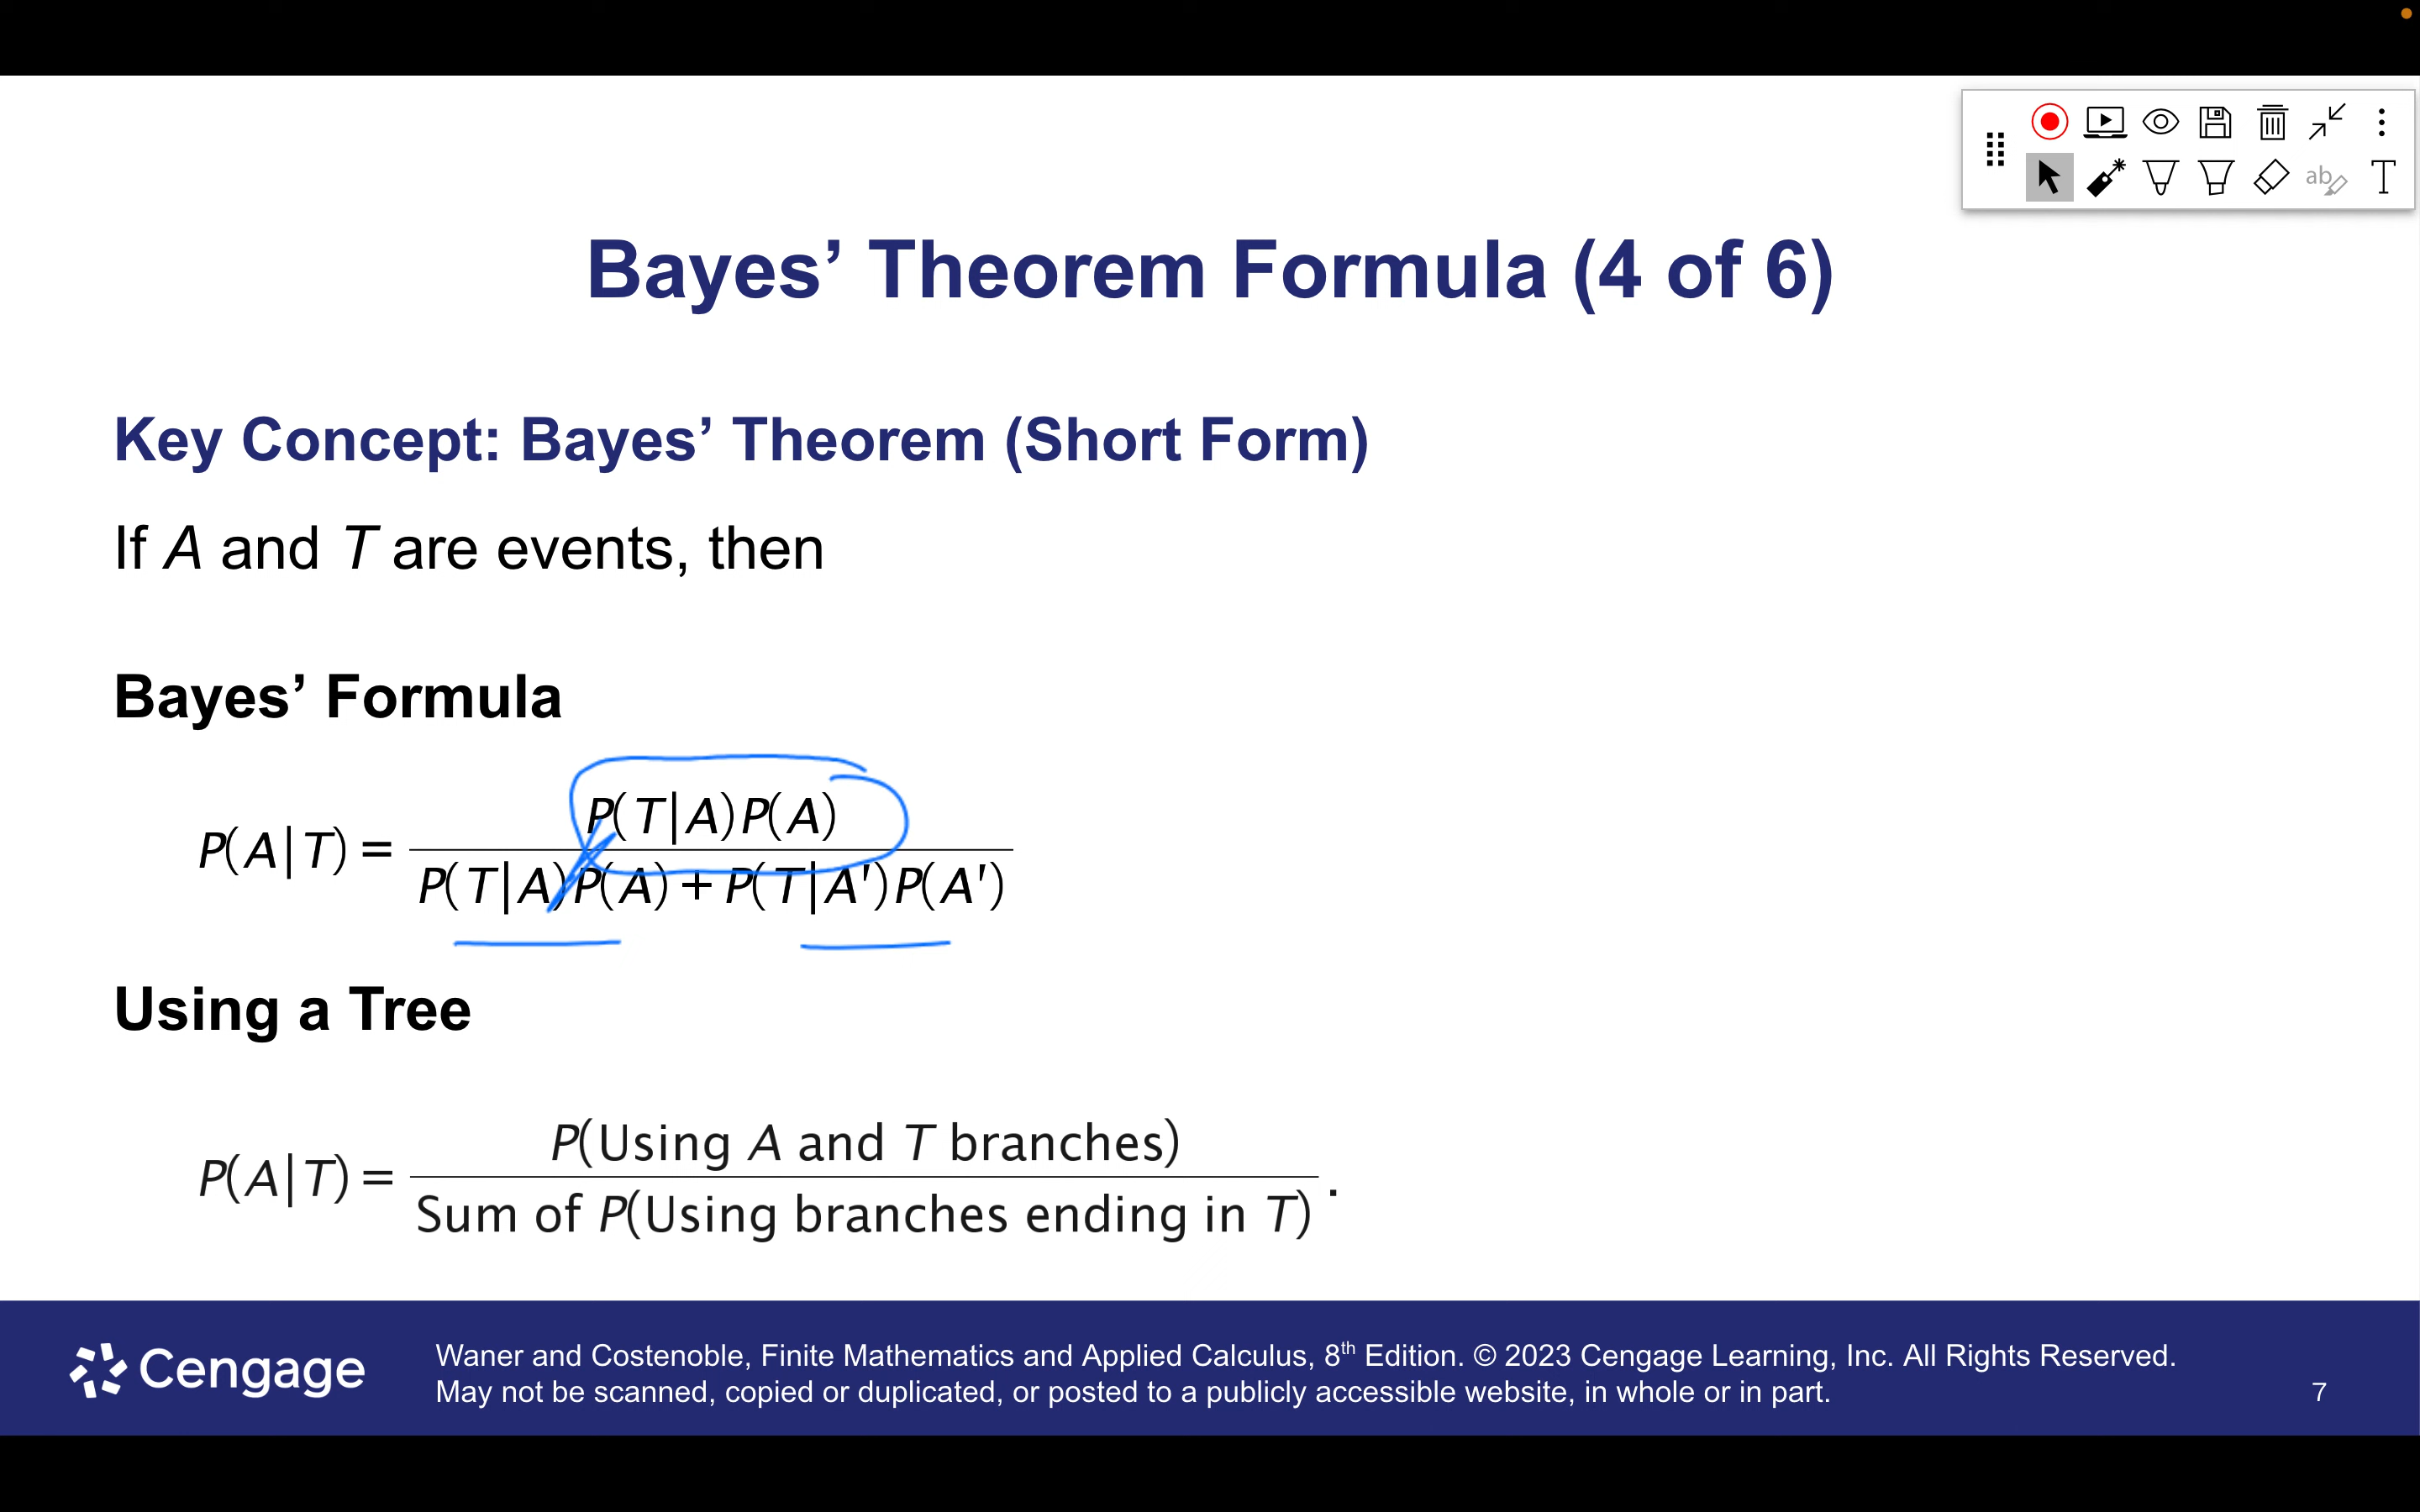 ab
T
Bayes’ Theorem Formula (4 of 6)
Key Concept: Bayes’ Theorem (Short Form)
If A and T are events, then
Bayes’ Formula
P(A|T) = P(T|A)P(A) / P(T|A)P(A) + P(T|A')P(A')
Using a Tree
P(A|T) = P(Using A and T branches) / Sum of P(Using branches ending in T) .
Cengage
Waner and Costenoble, Finite Mathematics and Applied Calculus, 8th Edition. © 2023 Cengage Learning, Inc. All Rights Reserved.
May not be scanned, copied or duplicated, or posted to a publicly accessible website, in whole or in part.
7